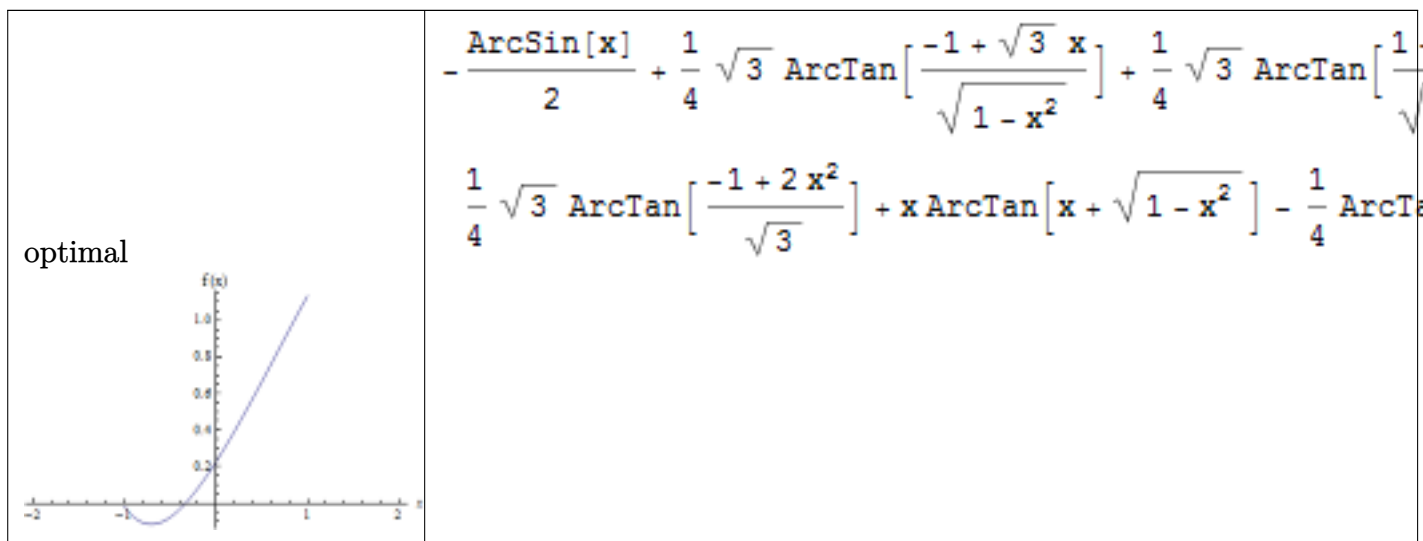 -ArcSin[x]/2 + 1/4 √3 ArcTan[(-1 + √3 x)/√(1 - x²)] + 1/4 √3 ArcTan[
1/4 √3 ArcTan[(-1 + 2 x²)/√3] + x ArcTan[x + √(1 - x²)] - 1/4
optimal
f(x)
1.0
0.8
0.6
0.4
0.2
-2 -1 1 2